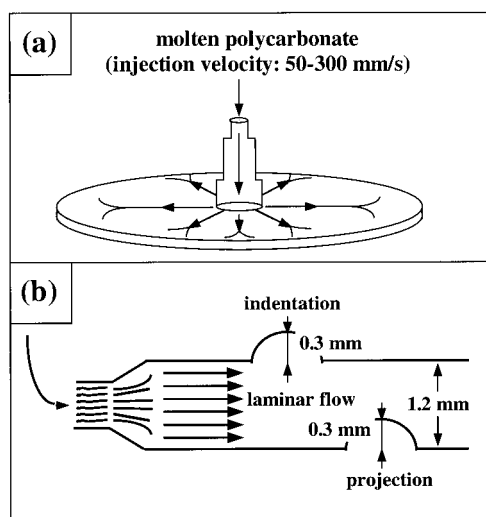 (a)
molten polycarbonate
(injection velocity: 50-300 mm/s)
(b)
indentation
0.3 mm
laminar flow
1.2 mm
0.3 mm
projection